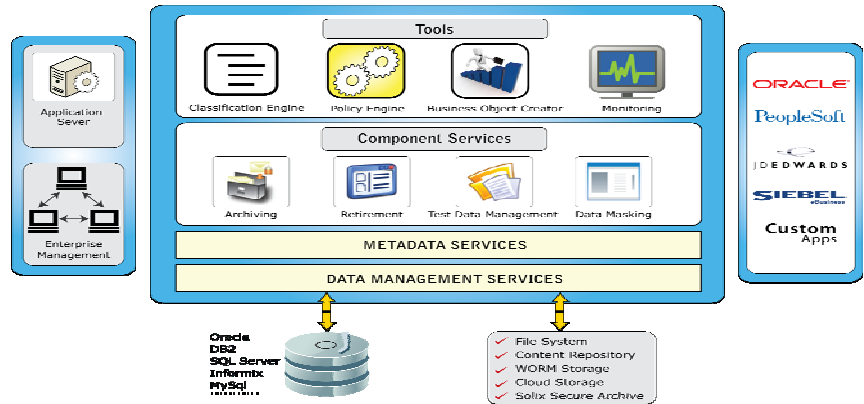 Tools
Classification Engine
Policy Engine
Business Object Creator
Monitoring
Component Services
Archiving
Retirement
Test Data Management
Data Masking
METADATA SERVICES
DATA MANAGEMENT SERVICES
Application
Sever
Enterprise
Management
ORACLE
PeopleSoft
JDEDWARDS
SIEBEL
eBusiness
Custom
Apps
Oracle
DB2
SQL Server
Informix
MySql
File System
Content Repository
WORM Storage
Cloud Storage
Solix Secure Archive